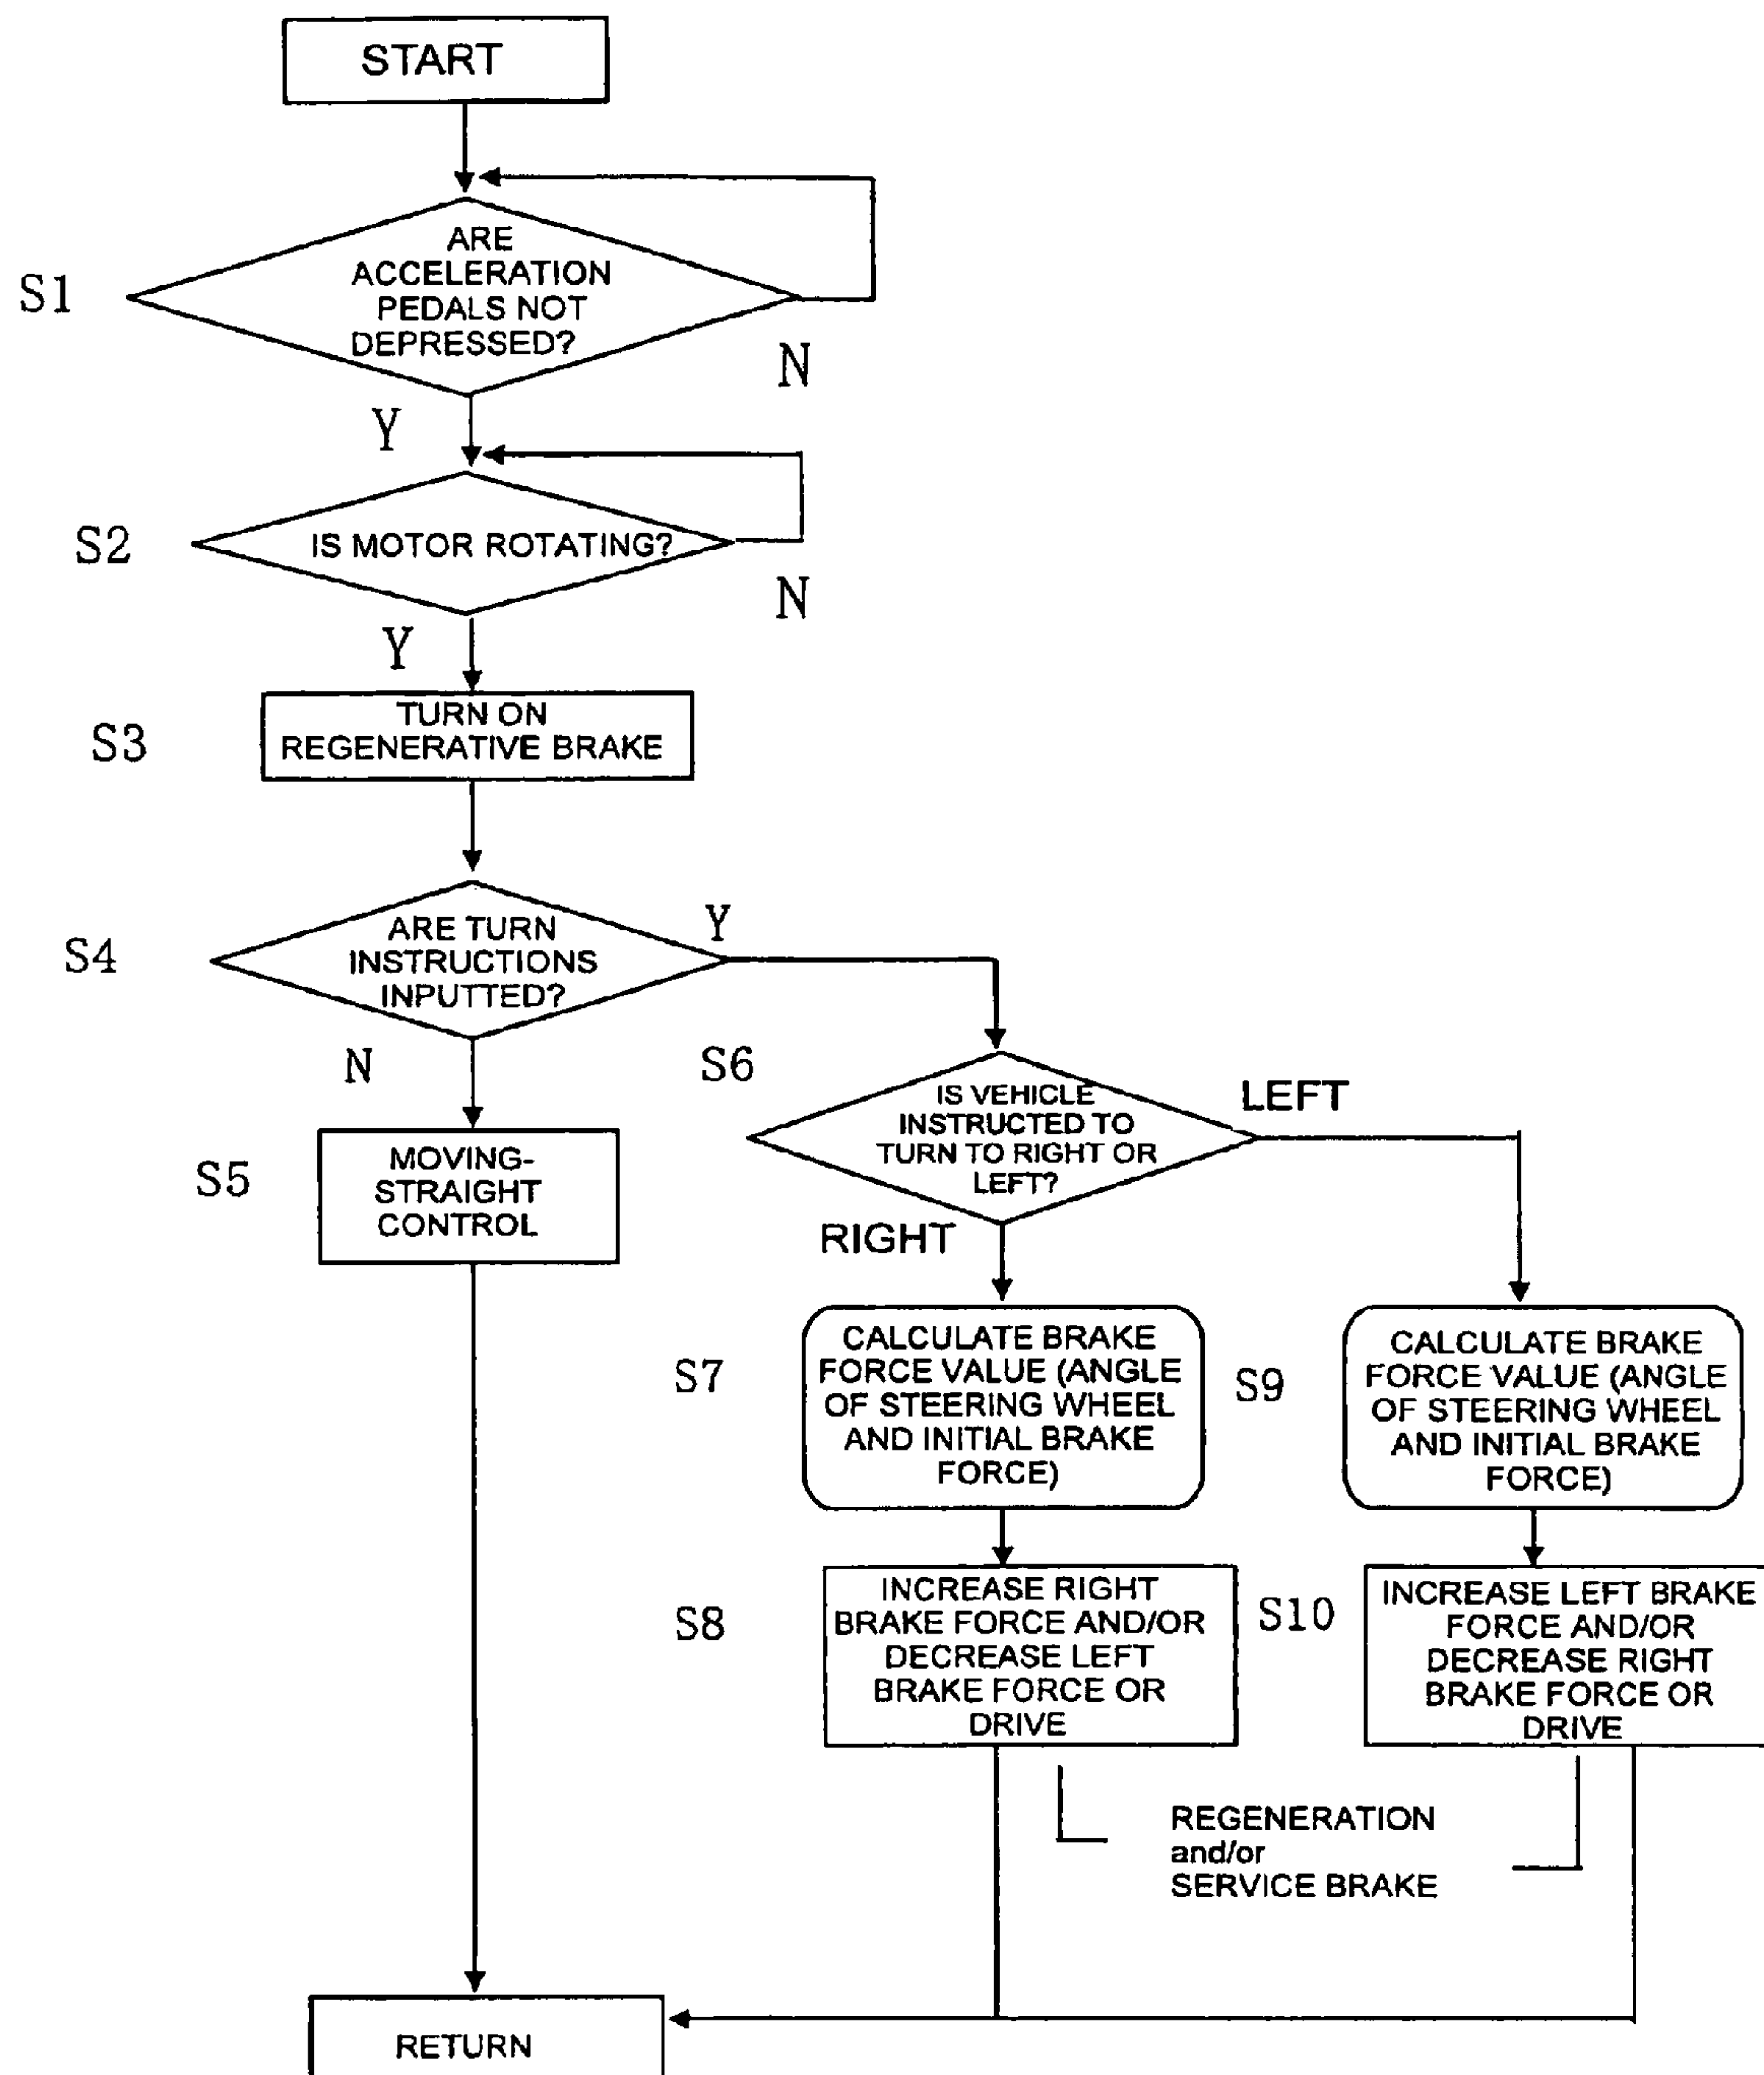 START
S1
ARE
ACCELERATION
PEDALS NOT
DEPRESSED?
N
Y
S2
IS MOTOR ROTATING?
N
Y
S3
TURN ON
REGENERATIVE BRAKE
S4
ARE TURN
INSTRUCTIONS
INPUTTED?
Y
N
S5
MOVING-
STRAIGHT
CONTROL
S6
IS VEHICLE
INSTRUCTED TO
TURN TO RIGHT OR
LEFT?
LEFT
RIGHT
S7
CALCULATE BRAKE
FORCE VALUE (ANGLE
OF STEERING WHEEL
AND INITIAL BRAKE
FORCE)
S9
CALCULATE BRAKE
FORCE VALUE (ANGLE
OF STEERING WHEEL
AND INITIAL BRAKE
FORCE)
S8
INCREASE RIGHT
BRAKE FORCE AND/OR
DECREASE LEFT
BRAKE FORCE OR
DRIVE
S10
INCREASE LEFT BRAKE
FORCE AND/OR
DECREASE RIGHT
BRAKE FORCE OR
DRIVE
REGENERATION
and/or
SERVICE BRAKE
RETURN